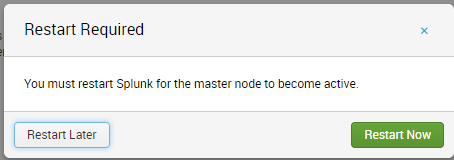 Restart Required
×
You must restart Splunk for the master node to become active.
Restart Later
Restart Now